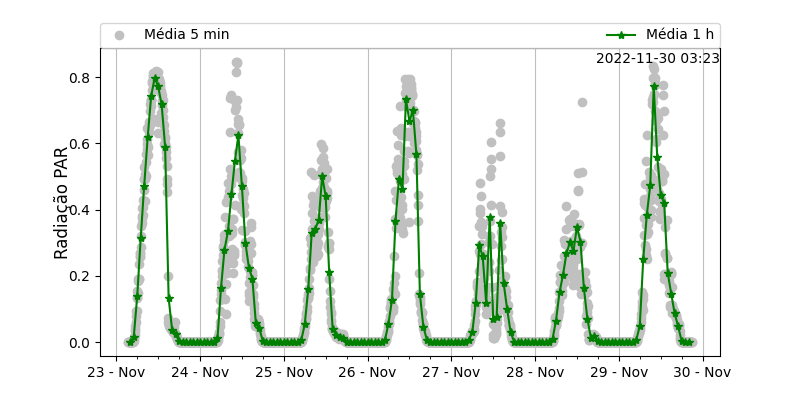 Média 5 min
Média 1 h
2022-11-30 03:23
Radiação PAR
0.8
0.6
0.4
0.2
0.0
23 - Nov
24 - Nov
25 - Nov
26 - Nov
27 - Nov
28 - Nov
29 - Nov
30 - Nov